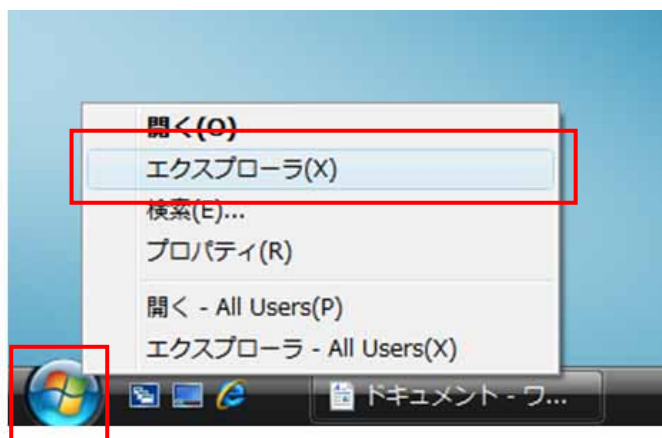 開く(O)
エクスプローラ(X)
検索(E)...
プロパティ(R)
開く - All Users(P)
エクスプローラ - All Users(X)
ドキュメント - ワ...